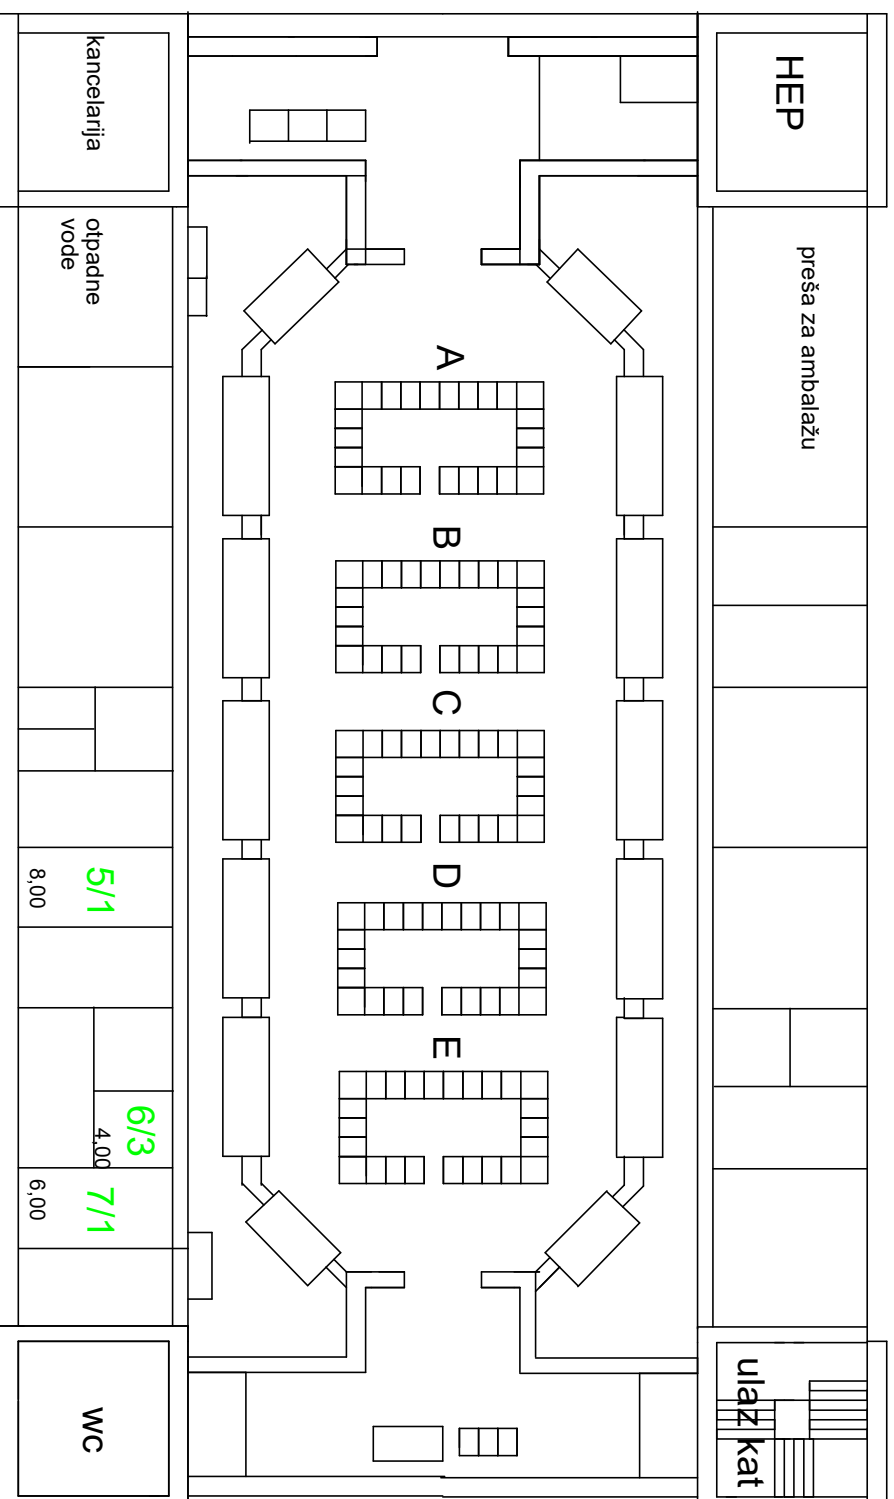 kancelarija
HEP
otpadne
vode
preša za ambalažu
A
B
C
D
E
5/1
8,00
6/3
4,00
7/1
6,00
wc
ulaz kat